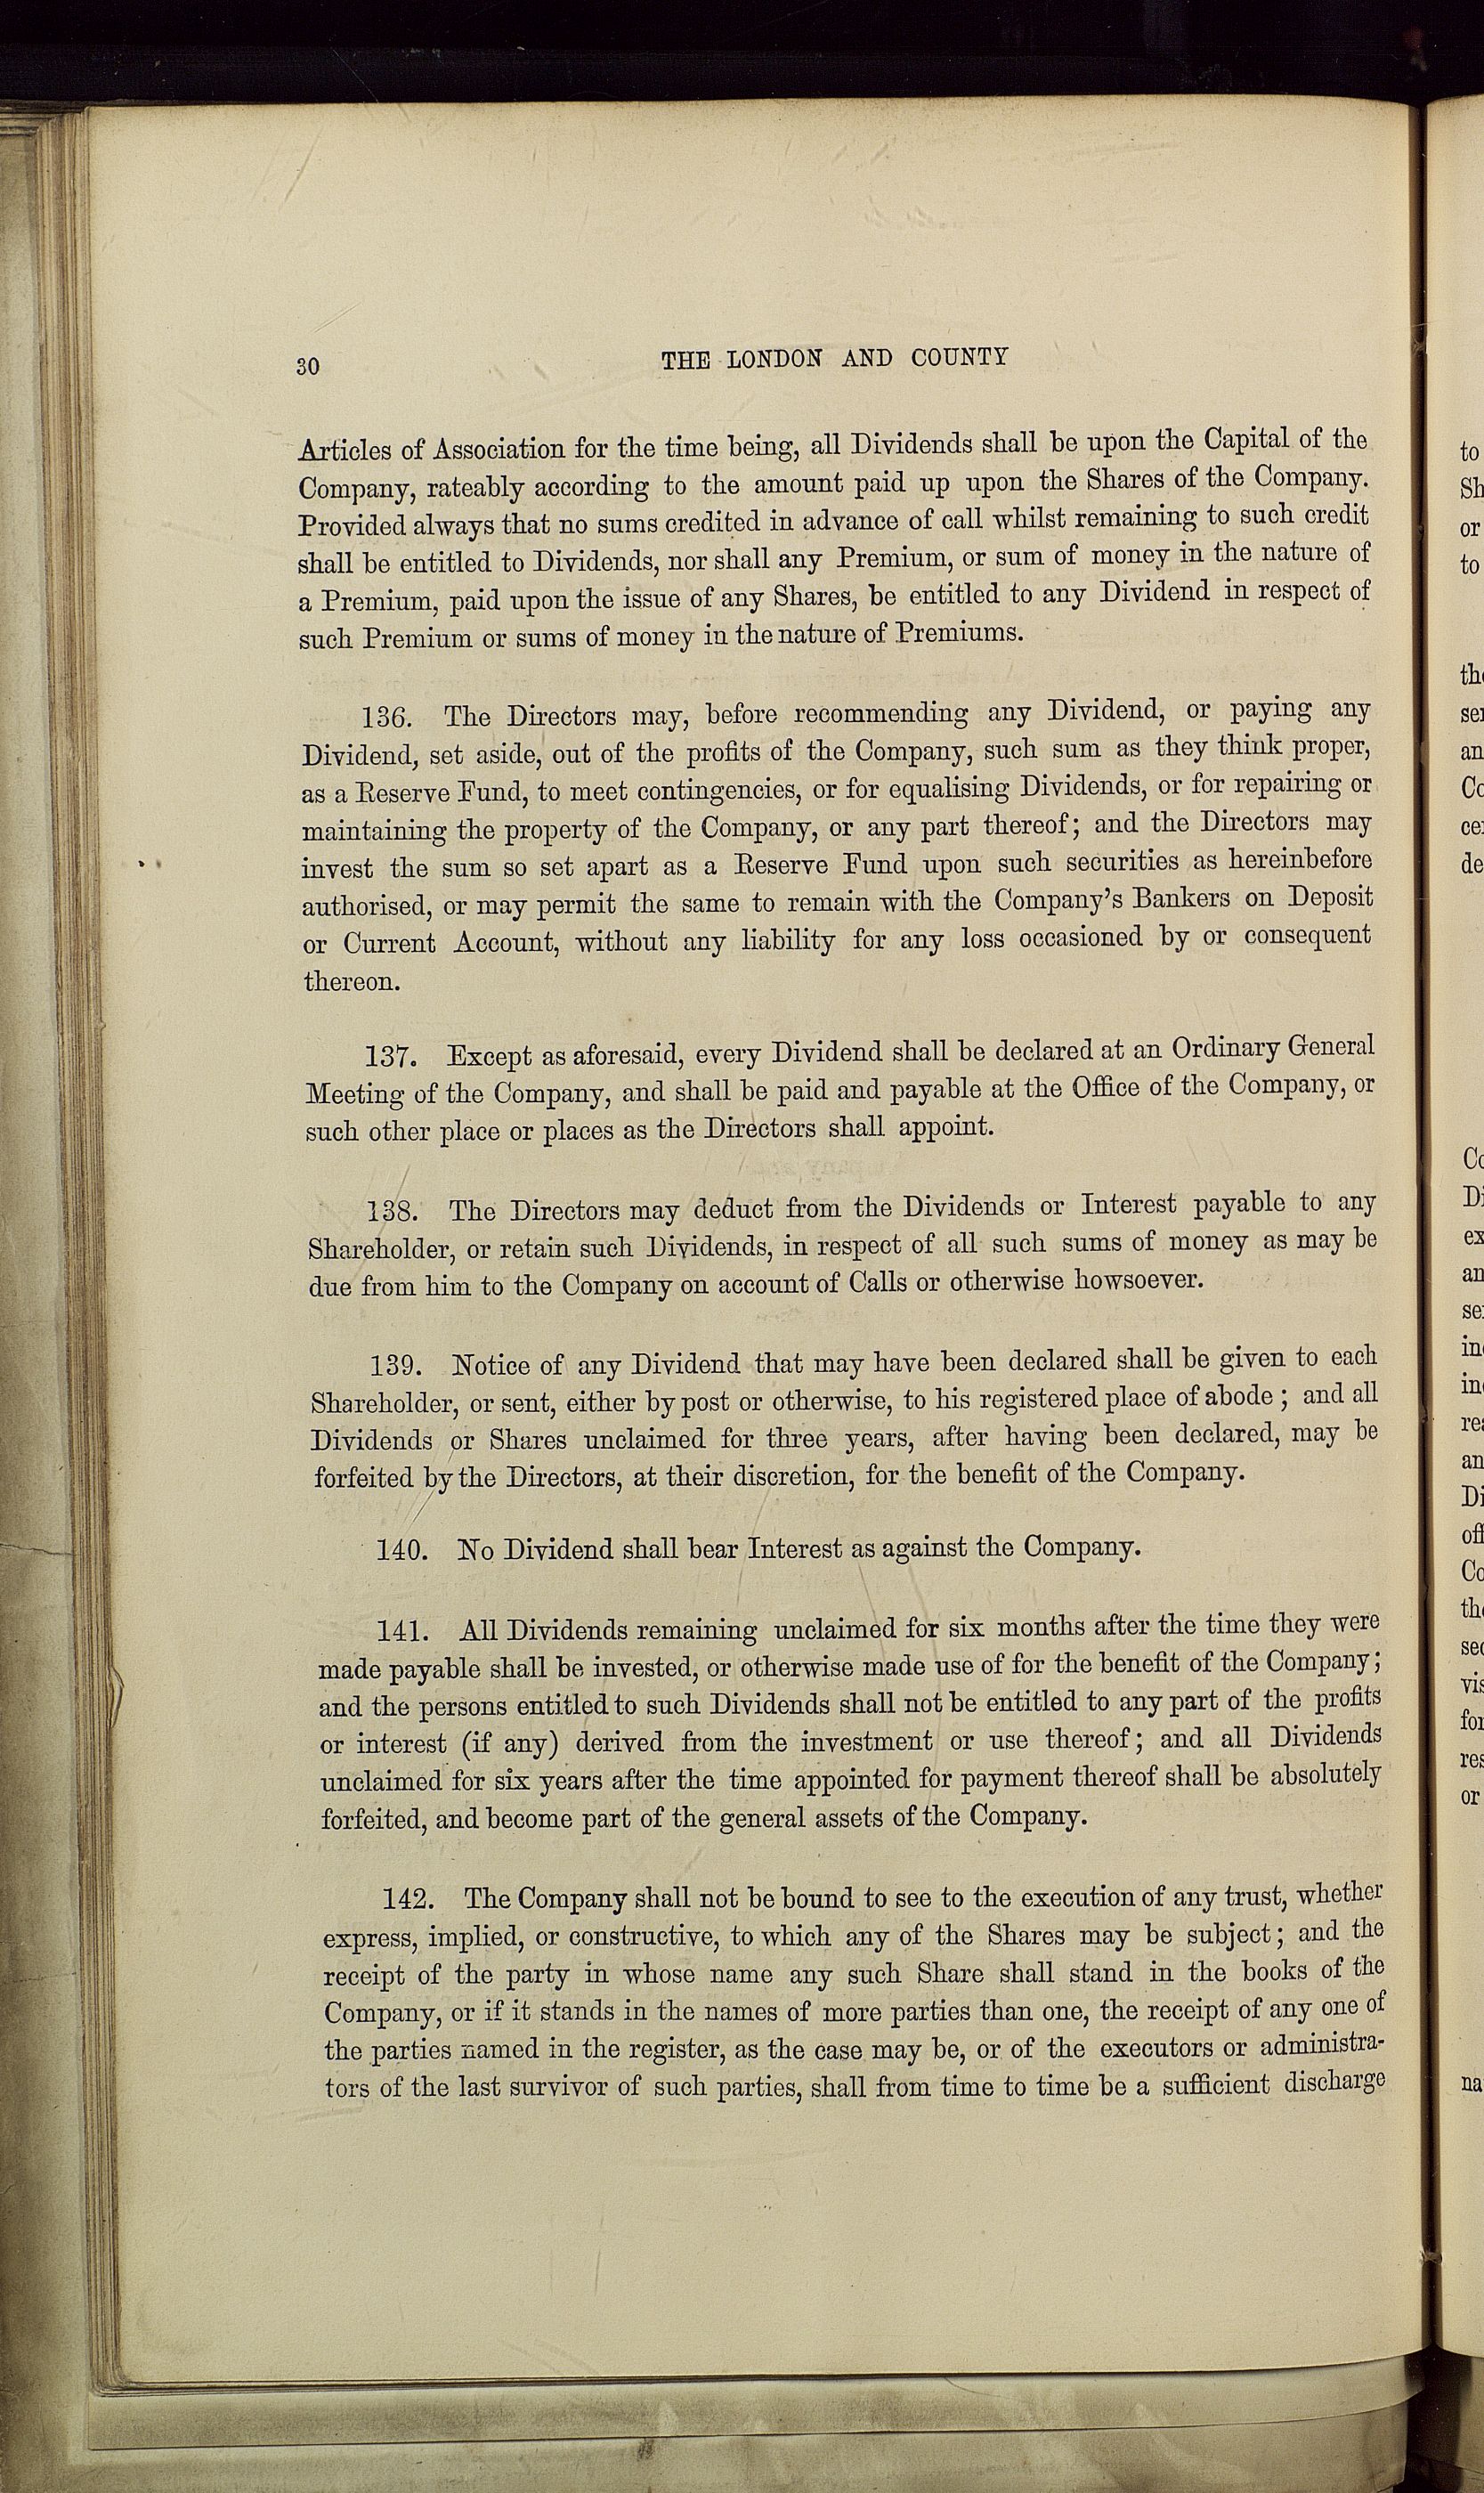 30
THE LONDON AND COUNTY
Articles of Association for the time being, all Dividends shall be upon the Capital of the
Company, rateably according to the amount paid up upon the Shares of the Company.
Provided always that no sums credited in advance of call whilst remaining to such credit
shall be entitled to Dividends, nor shall any Premium, or sum of money in the nature of
a Premium, paid upon the issue of any Shares, be entitled to any Dividend in respect of
such Premium or sums of money in the nature of Premiums.
136. The Directors may, before recommending any Dividend, or paying any
Dividend, set aside, out of the profits of the Company, such sum as they think proper,
as a Reserve Fund, to meet contingencies, or for equalising Dividends, or for repairing or
maintaining the property of the Company, or any part thereof; and the Directors may
invest the sum so set apart as a Reserve Fund upon such securities as hereinbefore
authorised, or may permit the same to remain with the Company's Bankers on Deposit
or Current Account, without any liability for any loss occasioned by or consequent
thereon.
137. Except as aforesaid, every Dividend shall be declared at an Ordinary General
Meeting of the Company, and shall be paid and payable at the Office of the Company, or
such other place or places as the Directors shall appoint.
138. The Directors may deduct from the Dividends or Interest payable to any
Shareholder, or retain such Dividends, in respect of all such sums of money as may be
due from him to the Company on account of Calls or otherwise howsoever.
139. Notice of any Dividend that may have been declared shall be given to each
Shareholder, or sent, either by post or otherwise, to his registered place of abode; and all
Dividends or Shares unclaimed for three years, after having been declared, may be
forfeited by the Directors, at their discretion, for the benefit of the Company.
140. No Dividend shall bear Interest as against the Company.
141. All Dividends remaining unclaimed for six months after the time they were
made payable shall be invested, or otherwise made use of for the benefit of the Company;
and the persons entitled to such Dividends shall not be entitled to any part of the profits
or interest (if any) derived from the investment or use thereof; and all Dividends
unclaimed for six years after the time appointed for payment thereof shall be absolutely
forfeited, and become part of the general assets of the Company.
142. The Company shall not be bound to see to the execution of any trust, whether
express, implied, or constructive, to which any of the Shares may be subject; and the
receipt of the party in whose name any such Share shall stand in the books of the
Company, or if it stands in the names of more parties than one, the receipt of any one of
the parties named in the register, as the case may be, or of the executors or administra-
tors of the last survivor of such parties, shall from time to time be a sufficient discharge